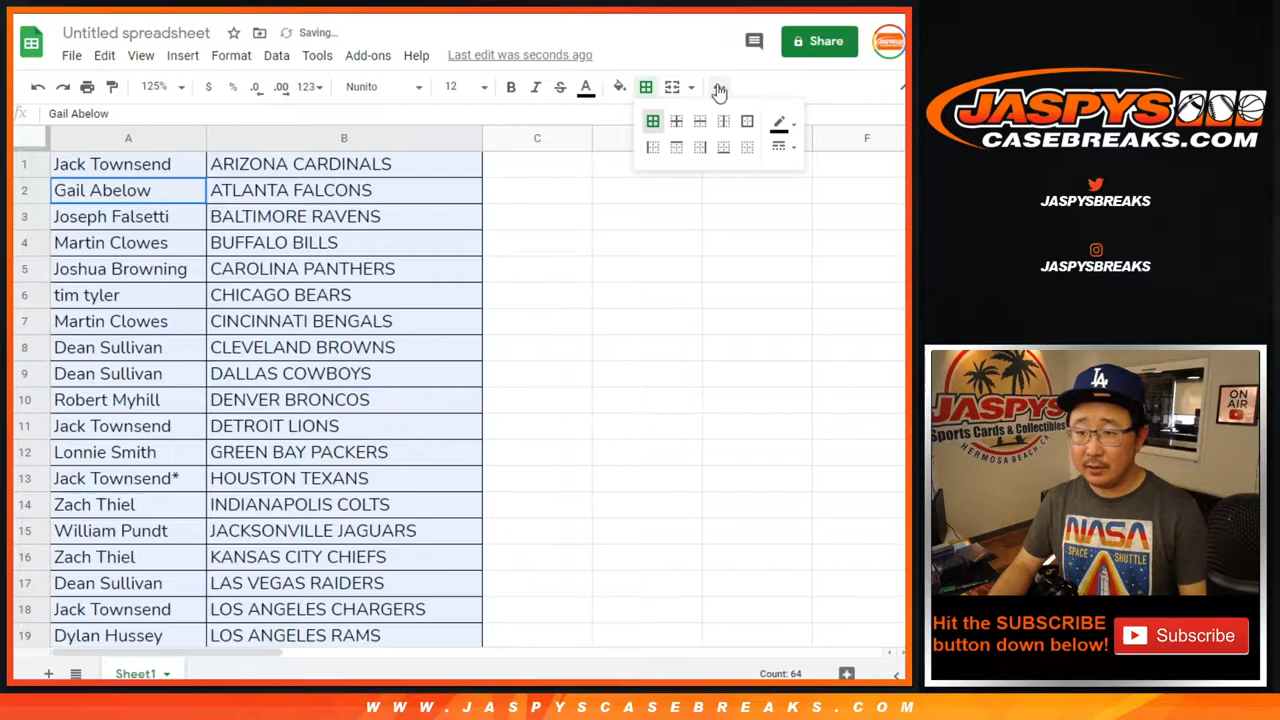 Untitled spreadsheet
Saving...
File Edit View Insert Format Data Tools Add-ons Help Last edit was seconds ago
Share
125% $ % .0 .00 123 Nunito 12 B I S A
fx Gail Abelow
A B C F
1 Jack Townsend ARIZONA CARDINALS
2 Gail Abelow ATLANTA FALCONS
3 Joseph Falsetti BALTIMORE RAVENS
4 Martin Clowes BUFFALO BILLS
5 Joshua Browning CAROLINA PANTHERS
6 tim tyler CHICAGO BEARS
7 Martin Clowes CINCINNATI BENGALS
8 Dean Sullivan CLEVELAND BROWNS
9 Dean Sullivan DALLAS COWBOYS
10 Robert Myhill DENVER BRONCOS
11 Jack Townsend DETROIT LIONS
12 Lonnie Smith GREEN BAY PACKERS
13 Jack Townsend* HOUSTON TEXANS
14 Zach Thiel INDIANAPOLIS COLTS
15 William Pundt JACKSONVILLE JAGUARS
16 Zach Thiel KANSAS CITY CHIEFS
17 Dean Sullivan LAS VEGAS RAIDERS
18 Jack Townsend LOS ANGELES CHARGERS
19 Dylan Hussey LOS ANGELES RAMS
Sheet1
Count: 64
JASPYS
CASEBREAKS.COM
JASPYSBREAKS
JASPYSBREAKS
JASPYS
Sports Cards & Collectibles
HERMOSA BEACH, CA
ON AIR
LA
NASA
SPACE SHUTTLE
Hit the SUBSCRIBE
button down below!
Subscribe
WWW.JASPYSCASEBREAKS.COM